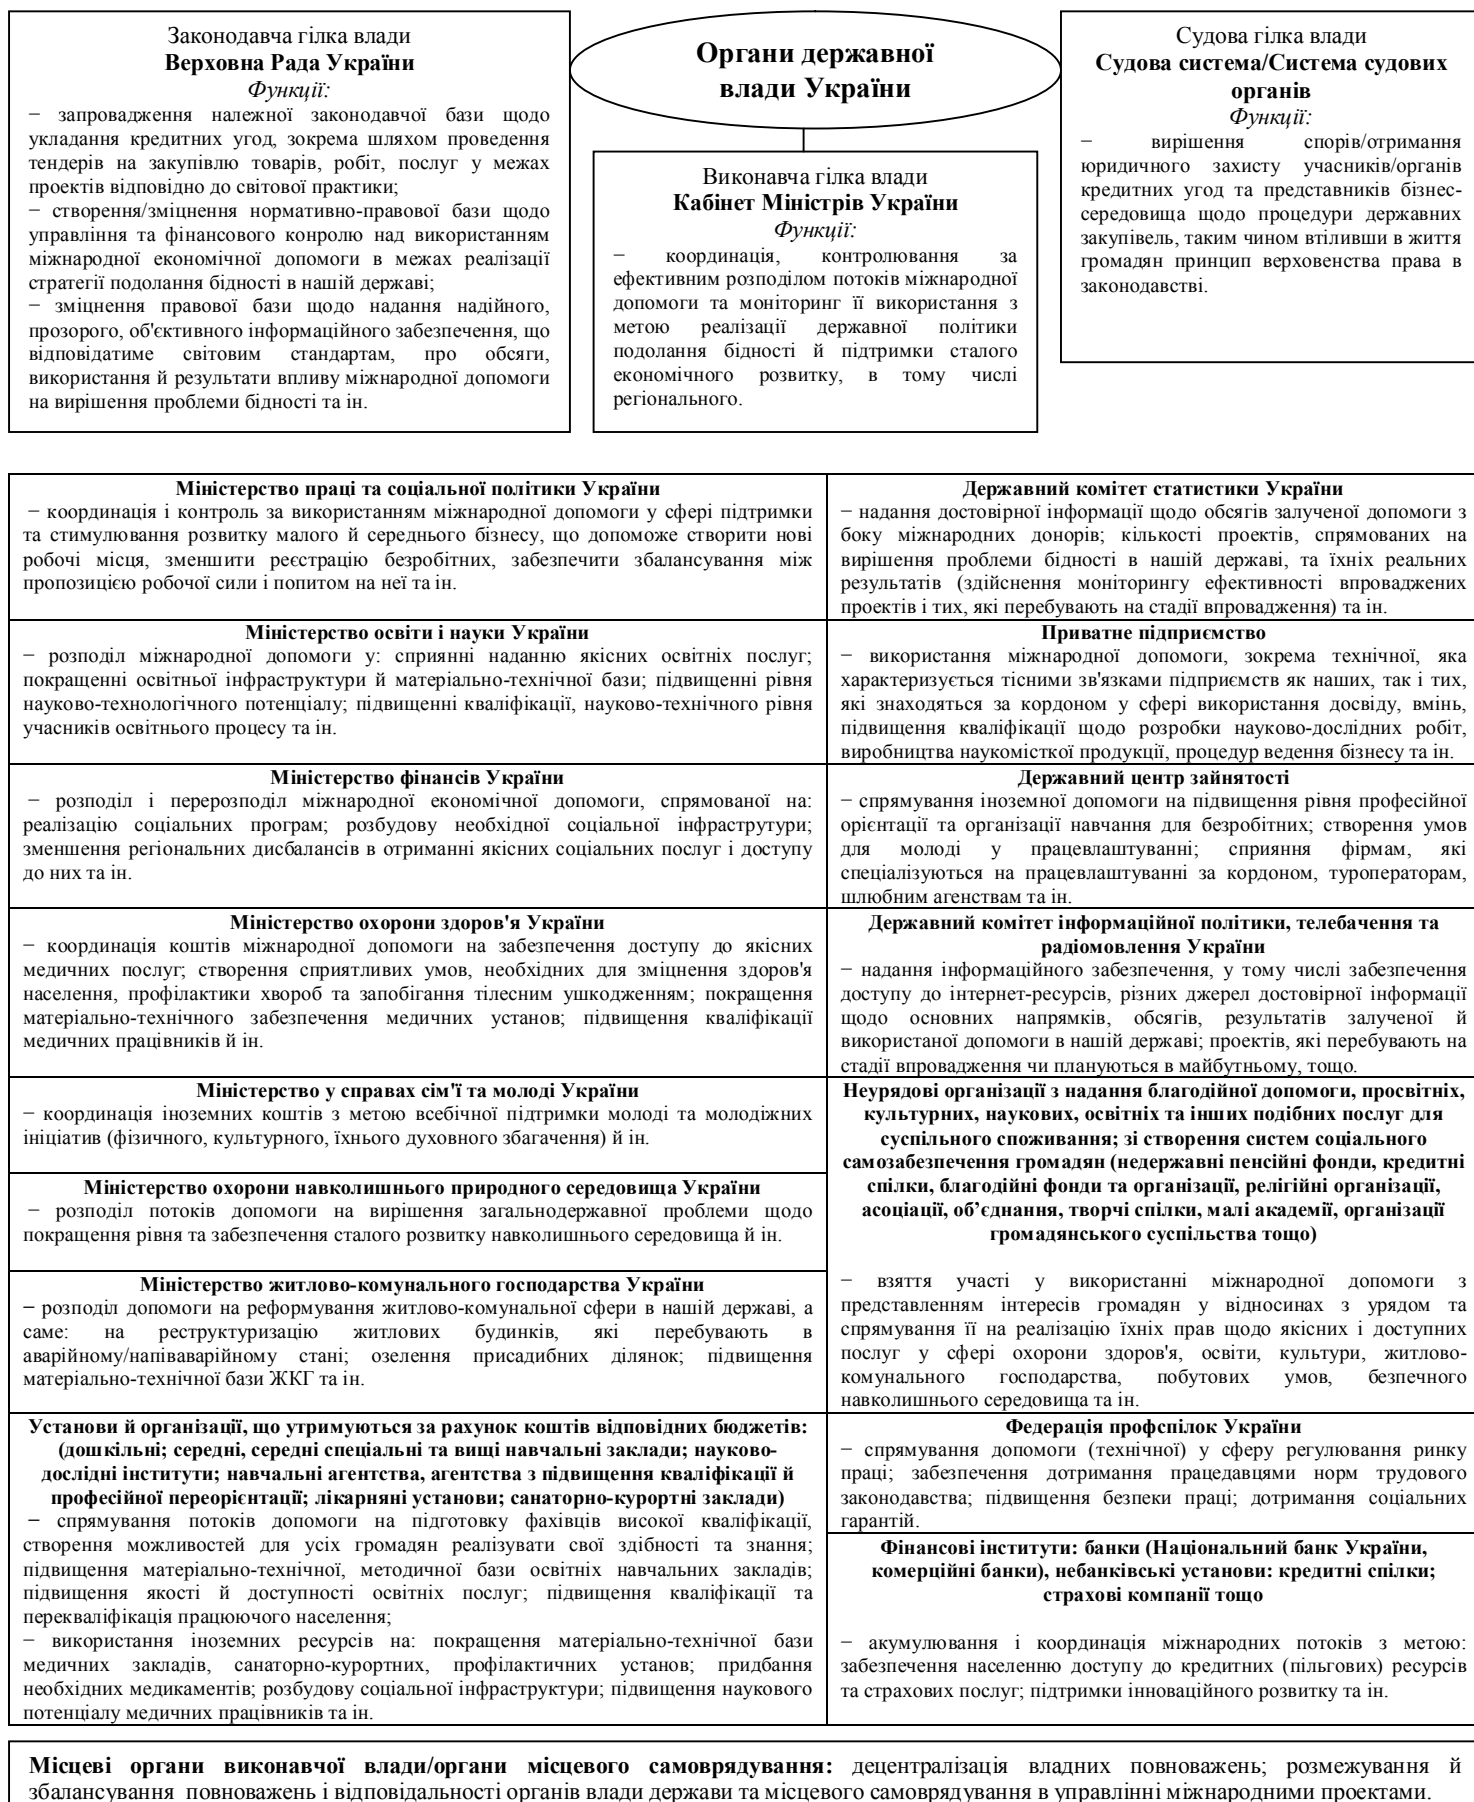 Законодавча гілка влади
Верховна Рада України
Функції:
− запровадження належної законодавчої бази щодо
укладання кредитних угод, зокрема шляхом проведення
тендерів на закупівлю товарів, робіт, послуг у межах
проектів відповідно до світової практики;
− створення/зміцнення нормативно-правової бази щодо
управління та фінансового конролю над використанням
міжнародної економічної допомоги в межах реалізації
стратегії подолання бідності в нашій державі;
− зміцнення правової бази щодо надання надійного,
прозорого, об'єктивного інформаційного забезпечення, що
відповідатиме світовим стандартам, про обсяги,
використання й результати впливу міжнародної допомоги
на вирішення проблеми бідності та ін.
Органи державної
влади України
Виконавча гілка влади
Кабінет Міністрів України
Функції:
− координація, контролювання за
ефективним розподілом потоків міжнародної
допомоги та моніторинг її використання з
метою реалізації державної політики
подолання бідності й підтримки сталого
економічного розвитку, в тому числі
регіонального.
Судова гілка влади
Судова система/Система судових
органів
Функції:
− вирішення спорів/отримання
юридичного захисту учасників/органів
кредитних угод та представників бізнес-
середовища щодо процедури державних
закупівель, таким чином втіливши в життя
громадян принцип верховенства права в
законодавстві.
Міністерство праці та соціальної політики України
− координація і контроль за використанням міжнародної допомоги у сфері підтримки
та стимулювання розвитку малого й середнього бізнесу, що допоможе створити нові
робочі місця, зменшити реєстрацію безробітних, забезпечити збалансування між
пропозицією робочої сили і попитом на неї та ін.
Державний комітет статистики України
− надання достовірної інформації щодо обсягів залученої допомоги з
боку міжнародних донорів; кількості проектів, спрямованих на
вирішення проблеми бідності в нашій державі, та їхніх реальних
результатів (здійснення моніторингу ефективності впроваджених
проектів і тих, які перебувають на стадії впровадження) та ін.
Міністерство освіти і науки України
− розподіл міжнародної допомоги у: сприянні наданню якісних освітніх послуг;
покращенні освітньої інфраструктури й матеріально-технічної бази; підвищенні рівня
науково-технологічного потенціалу; підвищенні кваліфікації, науково-технічного рівня
учасників освітнього процесу та ін.
Приватне підприємство
− використання міжнародної допомоги, зокрема технічної, яка
характеризується тісними зв'язками підприємств як наших, так і тих,
які знаходяться за кордоном у сфері використання досвіду, вмінь,
підвищення кваліфікації щодо розробки науково-дослідних робіт,
виробництва наукомісткої продукції, процедур ведення бізнесу та ін.
Міністерство фінансів України
− розподіл і перерозподіл міжнародної економічної допомоги, спрямованої на:
реалізацію соціальних програм; розбудову необхідної соціальної інфраструтури;
зменшення регіональних дисбалансів в отриманні якісних соціальних послуг і доступу
до них та ін.
Державний центр зайнятості
− спрямування іноземної допомоги на підвищення рівня професійної
орієнтації та організації навчання для безробітних; створення умов
для молоді у працевлаштуванні; сприяння фірмам, які
спеціалізуються на працевлаштуванні за кордоном, туроператорам,
шлюбним агенствам та ін.
Міністерство охорони здоров'я України
− координація коштів міжнародної допомоги на забезпечення доступу до якісних
медичних послуг; створення сприятливих умов, необхідних для зміцнення здоров'я
населення, профілактики хвороб та запобігання тілесним ушкодженням; покращення
матеріально-технічного забезпечення медичних установ; підвищення кваліфікації
медичних працівників й ін.
Державний комітет інформаційної політики, телебачення та
радіомовлення України
− надання інформаційного забезпечення, у тому числі забезпечення
доступу до інтернет-ресурсів, різних джерел достовірної інформації
щодо основних напрямків, обсягів, результатів залученої й
використаної допомоги в нашій державі; проектів, які перебувають на
стадії впровадження чи плануються в майбутньому, тощо.
Міністерство у справах сім'ї та молоді України
− координація іноземних коштів з метою всебічної підтримки молоді та молодіжних
ініціатив (фізичного, культурного, їхнього духовного збагачення) й ін.
Міністерство охорони навколишнього природного середовища України
− розподіл потоків допомоги на вирішення загальнодержавної проблеми щодо
покращення рівня та забезпечення сталого розвитку навколишнього середовища й ін.
Міністерство житлово-комунального господарства України
− розподіл допомоги на реформування житлово-комунальної сфери в нашій державі, а
саме: на реструктуризацію житлових будинків, які перебувають в
аварійному/напіваварійному стані; озелення присадибних ділянок; підвищення
матеріально-технічної бази ЖКГ та ін.
Неурядові організації з надання благодійної допомоги, просвітніх,
культурних, наукових, освітніх та інших подібних послуг для
суспільного споживання; зі створення систем соціального
самозабезпечення громадян (недержавні пенсійні фонди, кредитні
спілки, благодійні фонди та організації, релігійні організації,
асоціації, об’єднання, творчі спілки, малі академії, організації
громадянського суспільства тощо)
− взяття участі у використанні міжнародної допомоги з
представленням інтересів громадян у відносинах з урядом та
спрямування її на реалізацію їхніх прав щодо якісних і доступних
послуг у сфері охорони здоров'я, освіти, культури, житлово-
комунального господарства, побутових умов, безпечного
навколишнього середовища та ін.
Установи й організації, що утримуються за рахунок коштів відповідних бюджетів:
(дошкільні; середні, середні спеціальні та вищі навчальні заклади; науково-
дослідні інститути; навчальні агентства, агентства з підвищення кваліфікації й
професійної переорієнтації; лікарняні установи; санаторно-курортні заклади)
− спрямування потоків допомоги на підготовку фахівців високої кваліфікації,
створення можливостей для усіх громадян реалізувати свої здібності та знання;
підвищення матеріально-технічної, методичної бази освітніх навчальних закладів;
підвищення якості й доступності освітніх послуг; підвищення кваліфікації та
перекваліфікація працюючого населення;
− використання іноземних ресурсів на: покращення матеріально-технічної бази
медичних закладів, санаторно-курортних, профілактичних установ; придбання
необхідних медикаментів; розбудову соціальної інфраструктури; підвищення наукового
потенціалу медичних працівників та ін.
Федерація профспілок України
− спрямування допомоги (технічної) у сферу регулювання ринку
праці; забезпечення дотримання працедавцями норм трудового
законодавства; підвищення безпеки праці; дотримання соціальних
гарантій.
Фінансові інститути: банки (Національний банк України,
комерційні банки), небанківські установи: кредитні спілки;
страхові компанії тощо
− акумулювання і координація міжнародних потоків з метою:
забезпечення населенню доступу до кредитних (пільгових) ресурсів
та страхових послуг; підтримки інноваційного розвитку та ін.
Місцеві органи виконавчої влади/органи місцевого самоврядування: децентралізація владних повноважень; розмежування й
збалансування повноважень і відповідальності органів влади держави та місцевого самоврядування в управлінні міжнародними проектами.